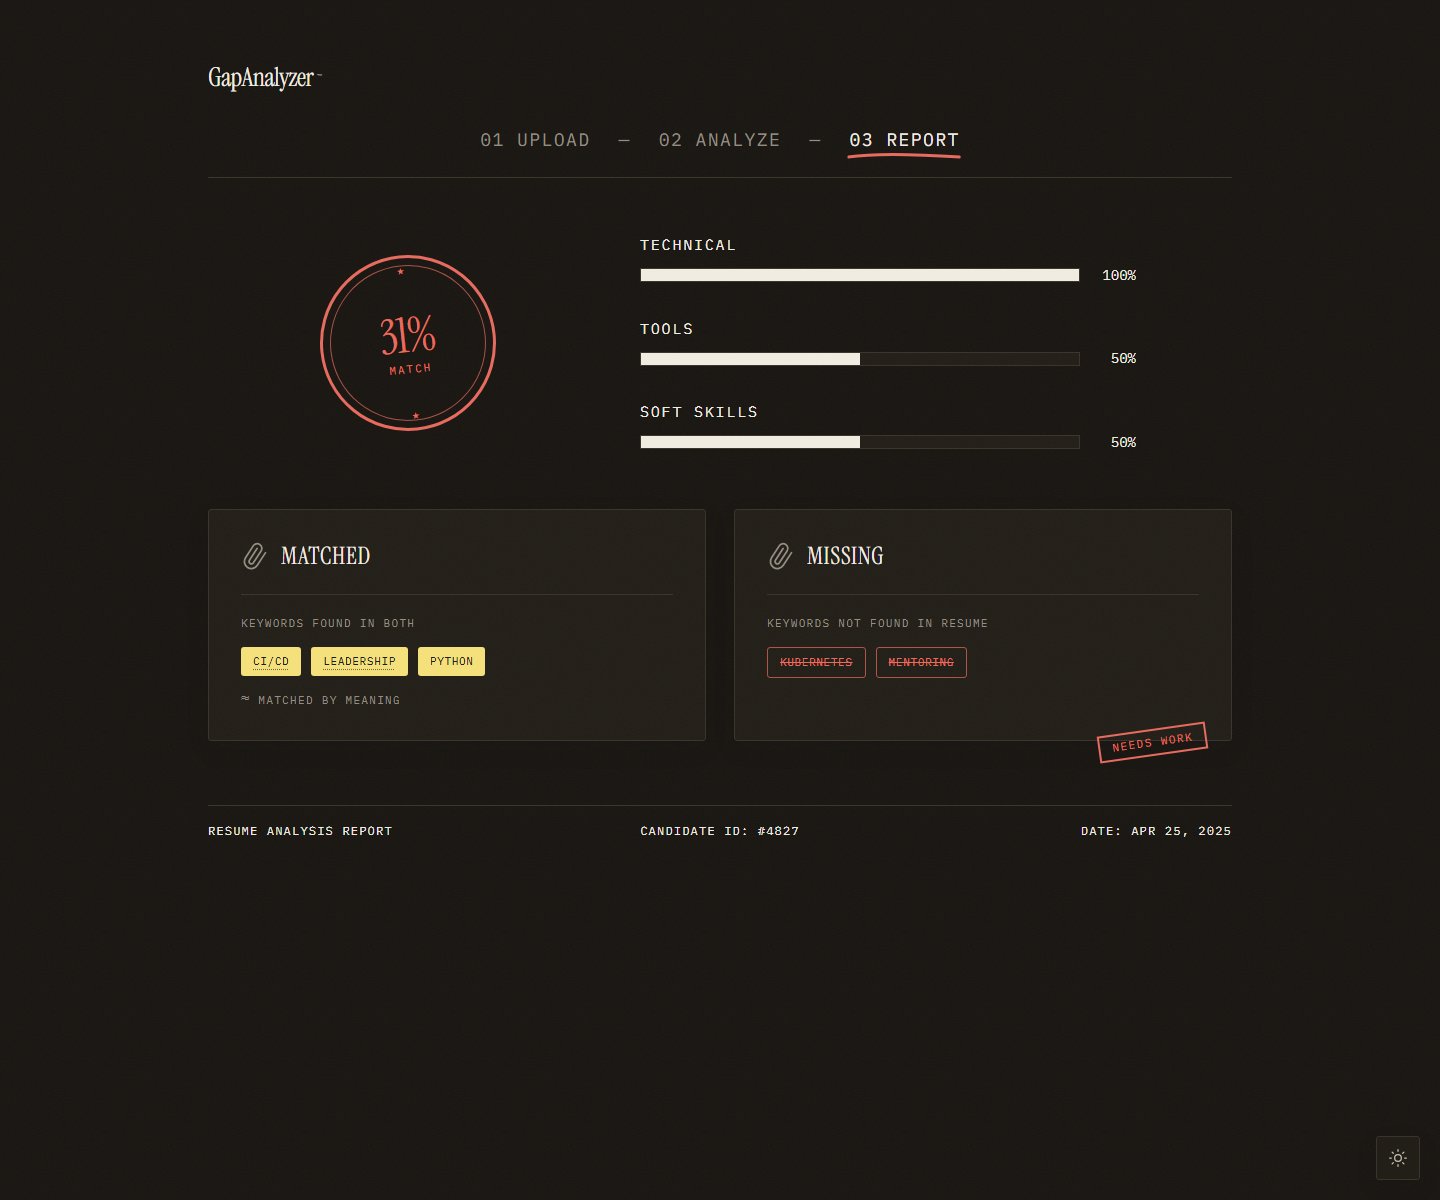 GapAnalyzer™
01 UPLOAD — 02 ANALYZE — 03 REPORT
31%
MATCH
TECHNICAL
100%
TOOLS
50%
SOFT SKILLS
50%
MATCHED
KEYWORDS FOUND IN BOTH
CI/CD LEADERSHIP PYTHON
≈ MATCHED BY MEANING
MISSING
KEYWORDS NOT FOUND IN RESUME
KUBERNETES MENTORING
NEEDS WORK
RESUME ANALYSIS REPORT
CANDIDATE ID: #4827
DATE: APR 25, 2025